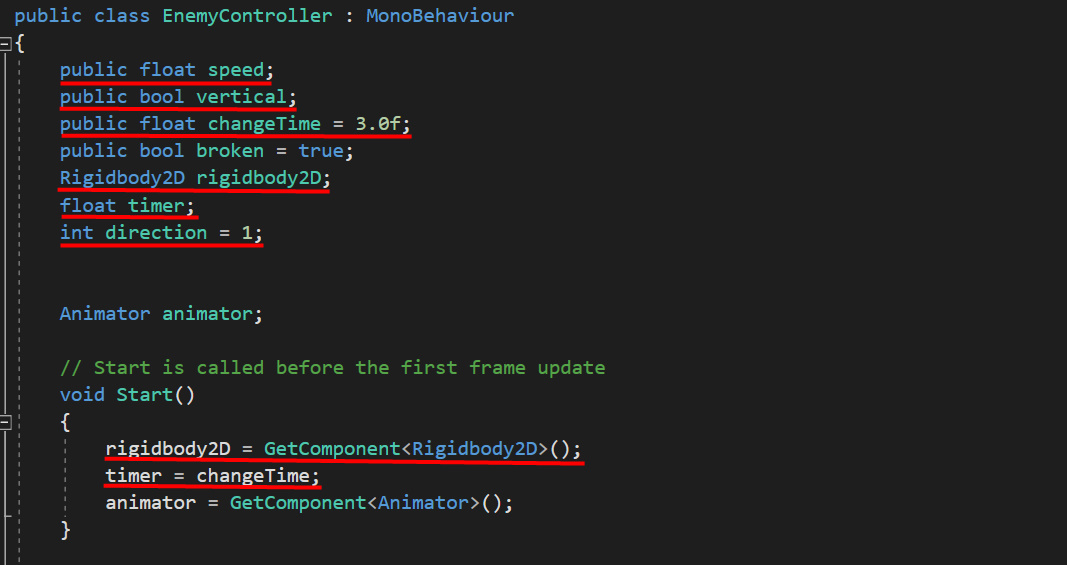 public class EnemyController : MonoBehaviour
{
public float speed;
public bool vertical;
public float changeTime = 3.0f;
public bool broken = true;
Rigidbody2D rigidbody2D;
float timer;
int direction = 1;
Animator animator;
// Start is called before the first frame update
void Start()
{
rigidbody2D = GetComponent<Rigidbody2D>();
timer = changeTime;
animator = GetComponent<Animator>();
}